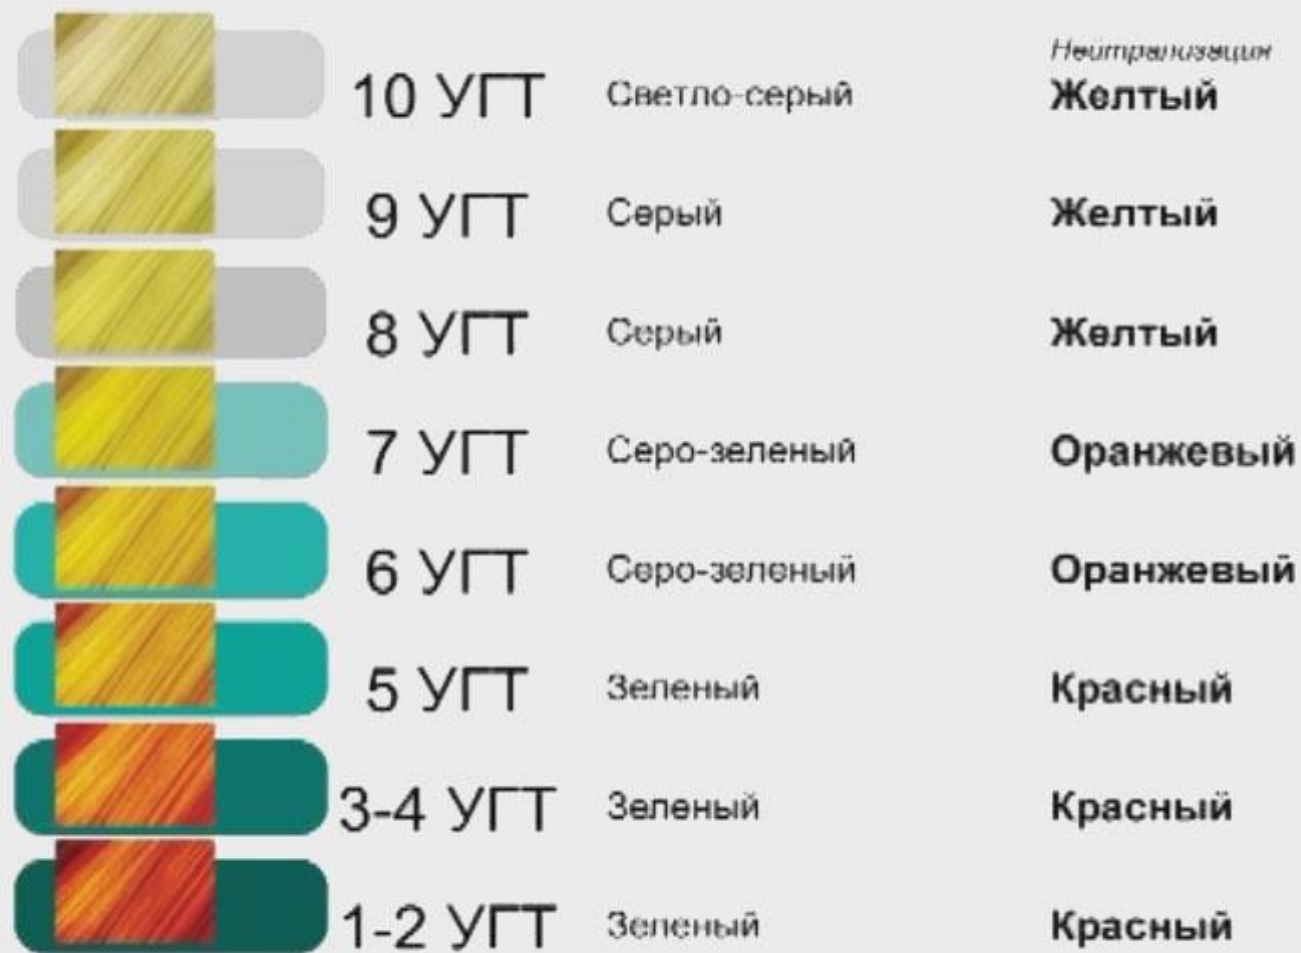 Нейтрализация
10 УГТ Светло-серый Желтый
9 УГТ Серый Желтый
8 УГТ Серый Желтый
7 УГТ Серо-зеленый Оранжевый
6 УГТ Серо-зеленый Оранжевый
5 УГТ Зеленый Красный
3-4 УГТ Зеленый Красный
1-2 УГТ Зеленый Красный